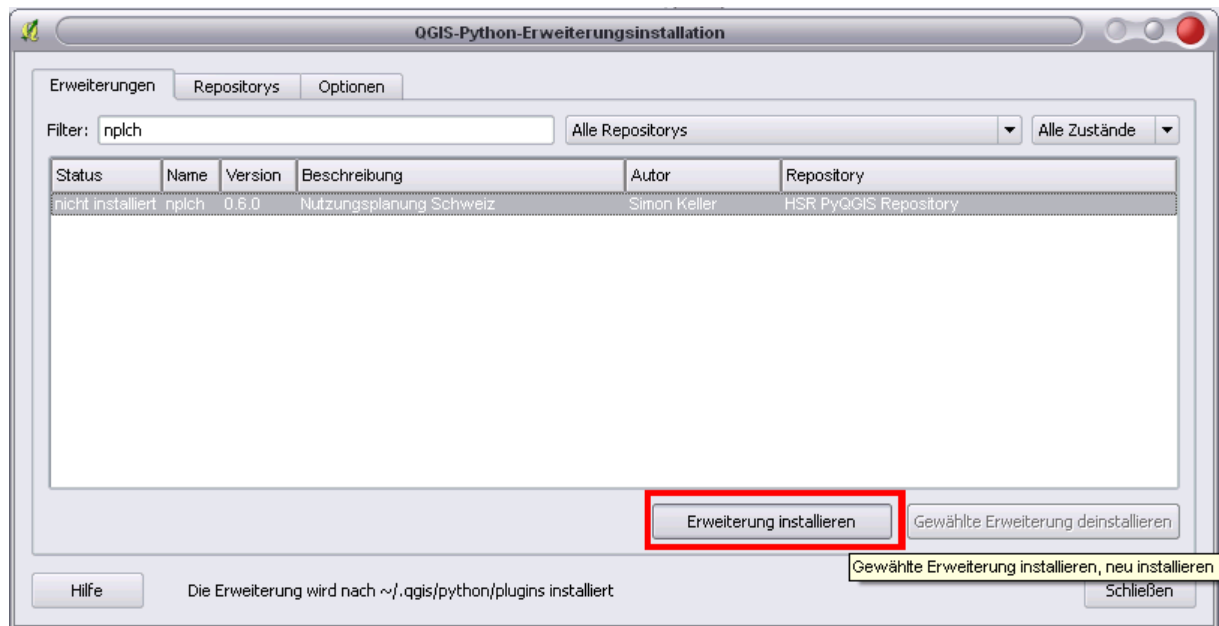 QGIS-Python-Erweiterungsinstallation
Erweiterungen Repositorys Optionen
Filter: nplch Alle Repositorys Alle Zustände
Status Name Version Beschreibung Autor Repository
nicht installiert nplch 0.6.0 Nutzungsplanung Schweiz Simon Keller HSR PyQGIS Repository
Erweiterung installieren Gewählte Erweiterung deinstallieren
Gewählte Erweiterung installieren, neu installieren
Hilfe Die Erweiterung wird nach ~/.qgis/python/plugins installiert Schließen